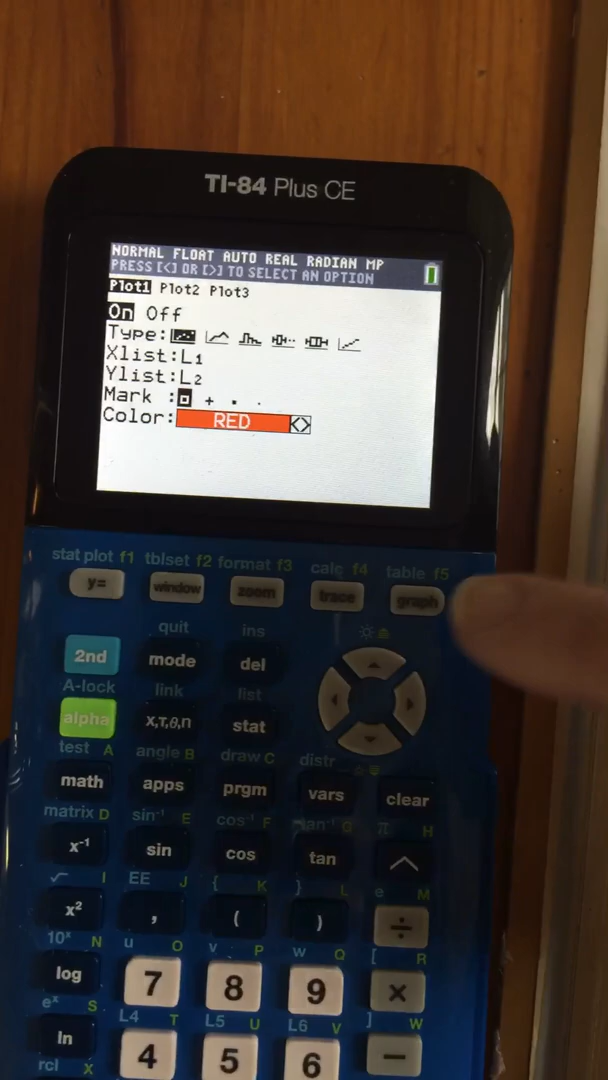 TI-84 Plus CE
NORMAL FLOAT AUTO REAL RADIAN MP
PRESS [<] OR [>] TO SELECT AN OPTION
Plot1 Plot2 Plot3
On Off
Type:
Xlist:L1
Ylist:L2
Mark :
Color: RED
stat plot f1 tblset f2 format f3 calc f4 table f5
y= window zoom trace graph
quit ins
2nd mode del
A-lock link list
alpha X,T,θ,n stat
test A angle B draw C distr
math apps prgm vars clear
matrix D sin⁻¹ E cos⁻¹ F tan⁻¹ G π H
x⁻¹ sin cos tan ^
√ I EE J { K } L e M
x² , ( ) ÷
10ˣ N u O v P w Q [ R
log 7 8 9 ×
eˣ S L4 T L5 U L6 V ] W
ln 4 5 6 −
rcl X